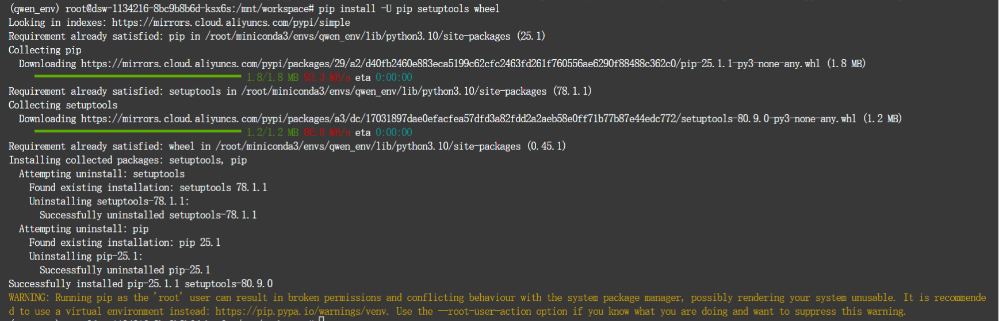 (qwen_env) root@dsw-1134216-8bc9b8b6d-ksx6s:/mnt/workspace# pip install -U pip setuptools wheel
Looking in indexes: https://mirrors.cloud.aliyuncs.com/pypi/simple
Requirement already satisfied: pip in /root/miniconda3/envs/qwen_env/lib/python3.10/site-packages (25.1)
Collecting pip
Downloading https://mirrors.cloud.aliyuncs.com/pypi/packages/29/a2/d40fb2460e883eca5199c62cfc2463fd261f760556ae6290f88488c362c0/pip-25.1.1-py3-none-any.whl (1.8 MB)
1.8/1.8 MB 93.3 MB/s eta 0:00:00
Requirement already satisfied: setuptools in /root/miniconda3/envs/qwen_env/lib/python3.10/site-packages (78.1.1)
Collecting setuptools
Downloading https://mirrors.cloud.aliyuncs.com/pypi/packages/a3/dc/17031897dae0efacfea57dfd3a82fdd2a2aeb58e0ff71b77b87e44edc772/setuptools-80.9.0-py3-none-any.whl (1.2 MB)
1.2/1.2 MB 86.8 MB/s eta 0:00:00
Requirement already satisfied: wheel in /root/miniconda3/envs/qwen_env/lib/python3.10/site-packages (0.45.1)
Installing collected packages: setuptools, pip
Attempting uninstall: setuptools
Found existing installation: setuptools 78.1.1
Uninstalling setuptools-78.1.1:
Successfully uninstalled setuptools-78.1.1
Attempting uninstall: pip
Found existing installation: pip 25.1
Uninstalling pip-25.1:
Successfully uninstalled pip-25.1
Successfully installed pip-25.1.1 setuptools-80.9.0
WARNING: Running pip as the 'root' user can result in broken permissions and conflicting behaviour with the system package manager, possibly rendering your system unusable. It is recommende
d to use a virtual environment instead: https://pip.pypa.io/warnings/venv. Use the --root-user-action option if you know what you are doing and want to suppress this warning.